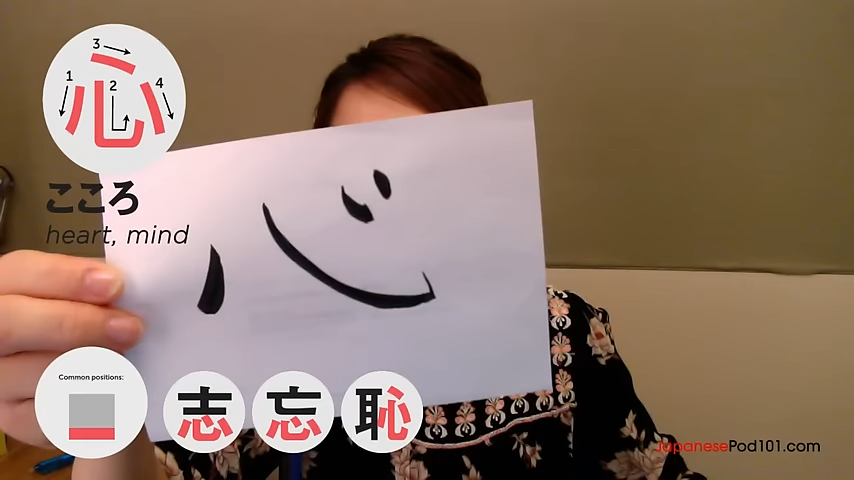 3
1
2
4
心
こころ
heart, mind
心
Common positions:
志 忘 恥
JapanesePod101.com